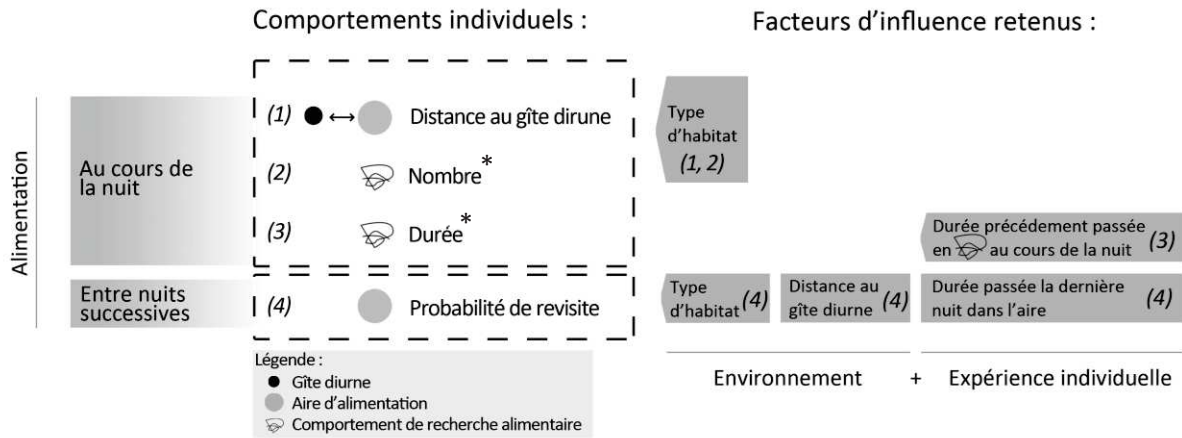 Comportements individuels :
Facteurs d’influence retenus :
Alimentation
Au cours de
la nuit
(1)
Distance au gîte dirune
(2)
Nombre*
(3)
Durée*
Type
d’habitat
(1, 2)
Durée précédement passée
en au cours de la nuit (3)
Entre nuits
successives
(4)
Probabilité de revisite
Type
d’habitat (4)
Distance au
gîte diurne (4)
Durée passée la dernière
nuit dans l’aire (4)
Légende :
Gîte diurne
Aire d’alimentation
Comportement de recherche alimentaire
Environnement + Expérience individuelle